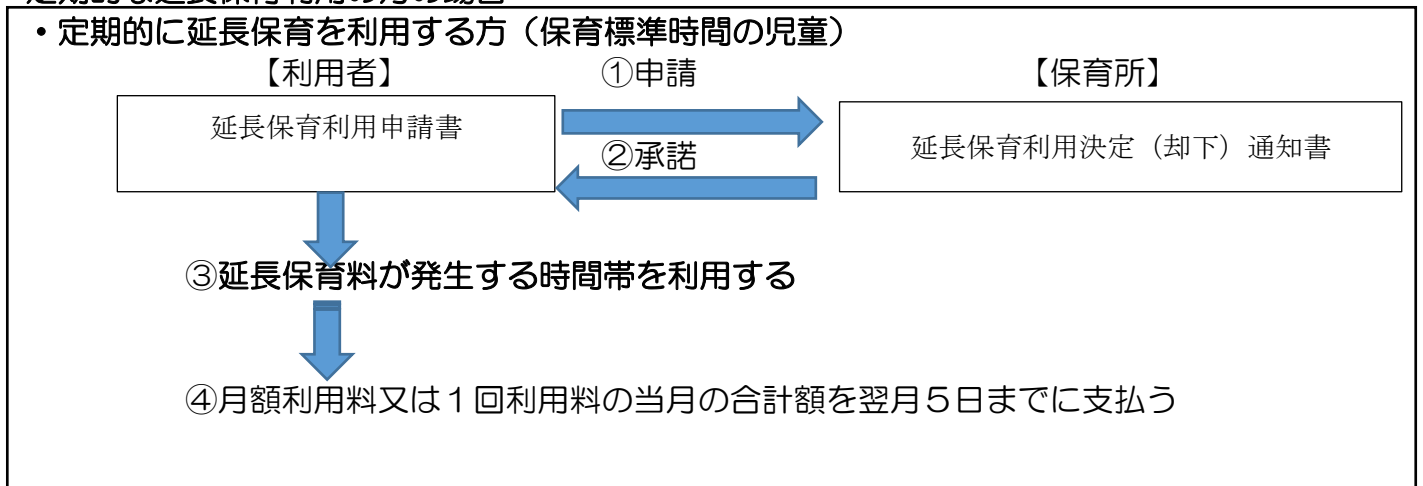 ・定期的に延長保育を利用する方（保育標準時間の児童）
【利用者】 ①申請 【保育所】
延長保育利用申請書
延長保育利用決定（却下）通知書
②承諾
③延長保育料が発生する時間帯を利用する
④月額利用料又は１回利用料の当月の合計額を翌月５日までに支払う